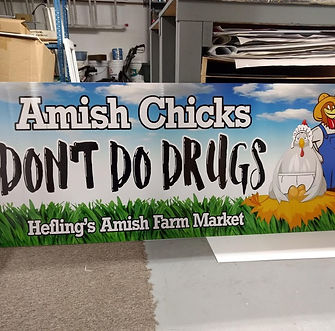 Amish Chicks
DON'T DO DRUGS
Hefling's Amish Farm Market